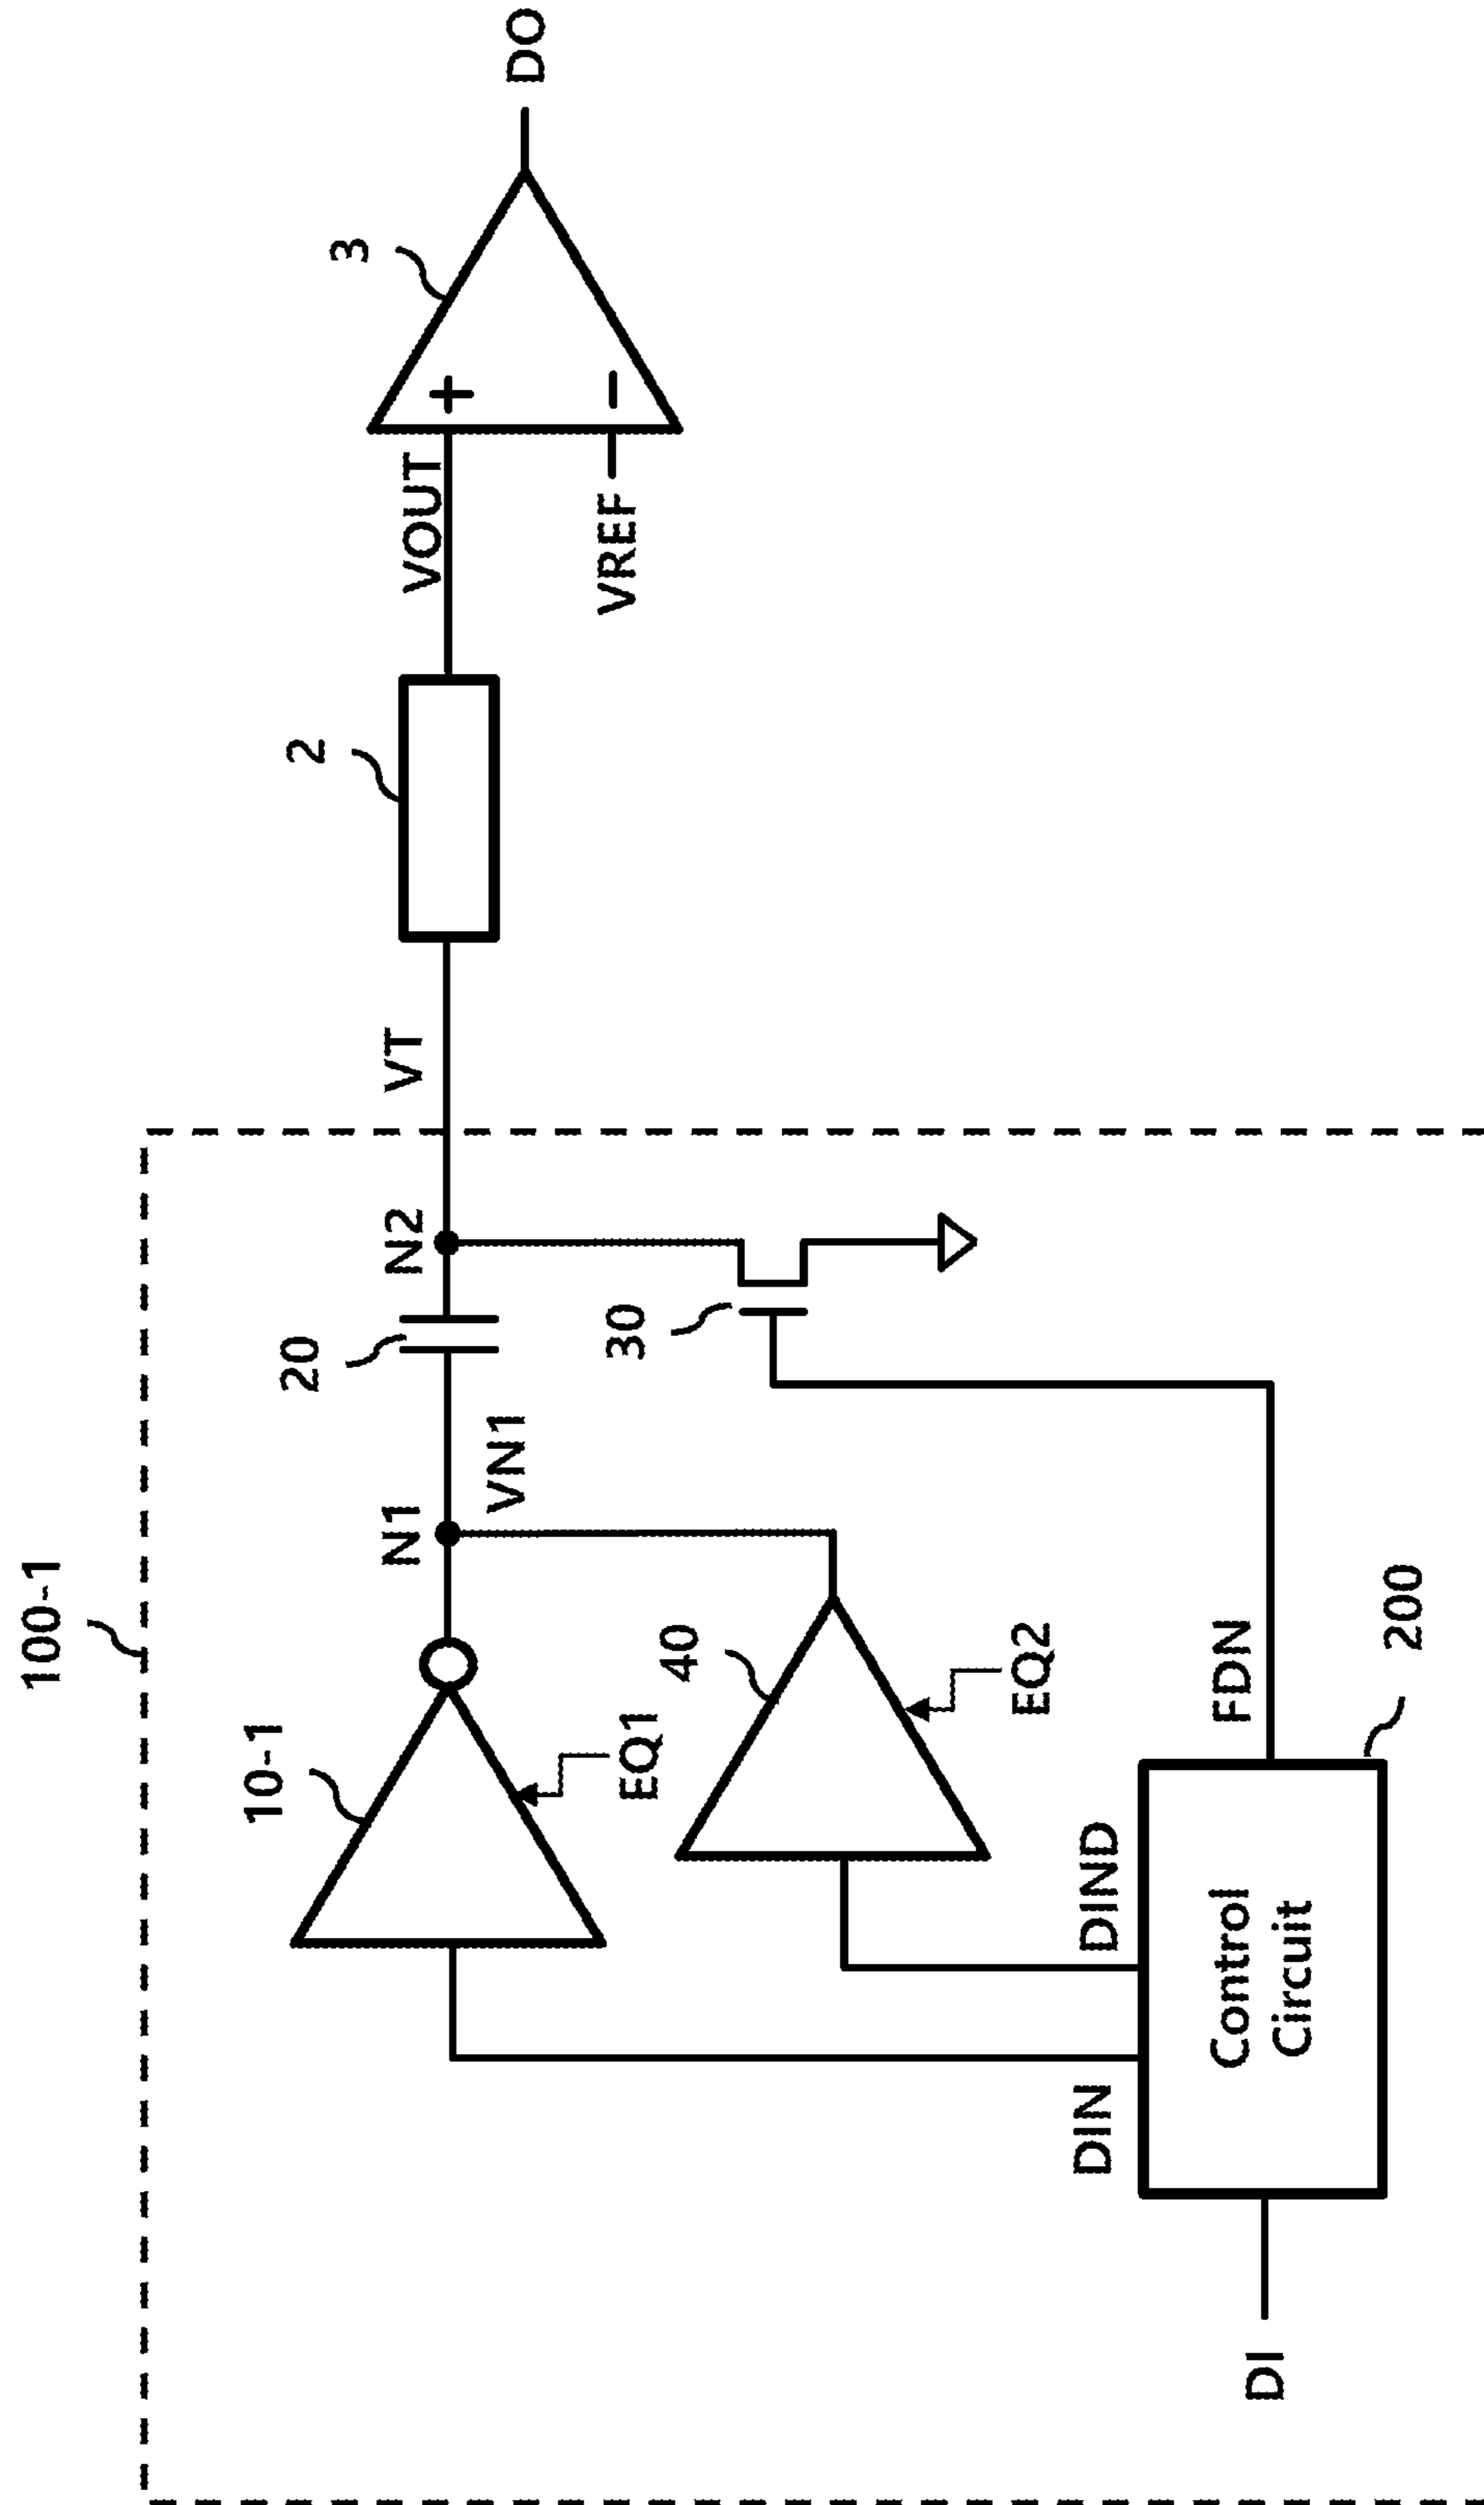 100-1
10-1
N1
20
N2
VT
2
VOUT
3
DO
VN1
EQ1
VREF
40
30
EQ2
DIN
DIND
Control
Circuit
FDN
200
DI